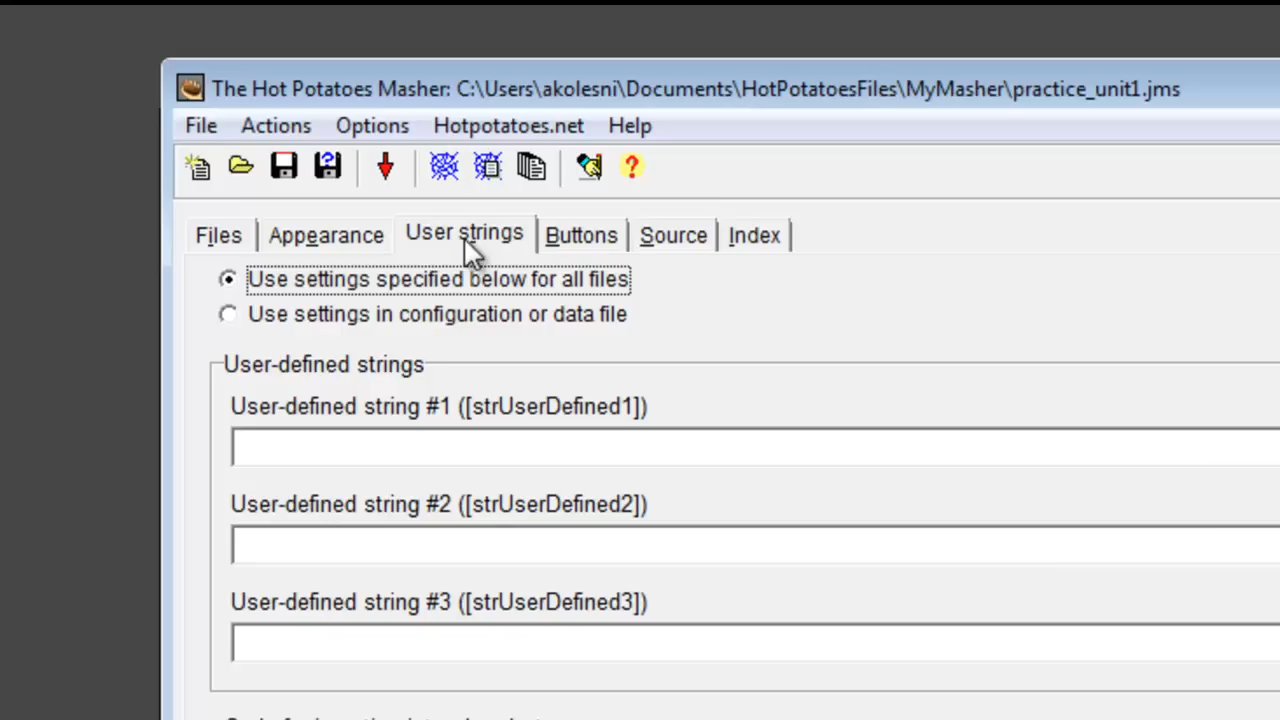 The Hot Potatoes Masher: C:\Users\akolesni\Documents\HotPotatoesFiles\MyMasher\practice_unit1.jms
File Actions Options Hotpotatoes.net Help
Files Appearance User strings Buttons Source Index
Use settings specified below for all files
Use settings in configuration or data file
User-defined strings
User-defined string #1 ([strUserDefined1])
User-defined string #2 ([strUserDefined2])
User-defined string #3 ([strUserDefined3])